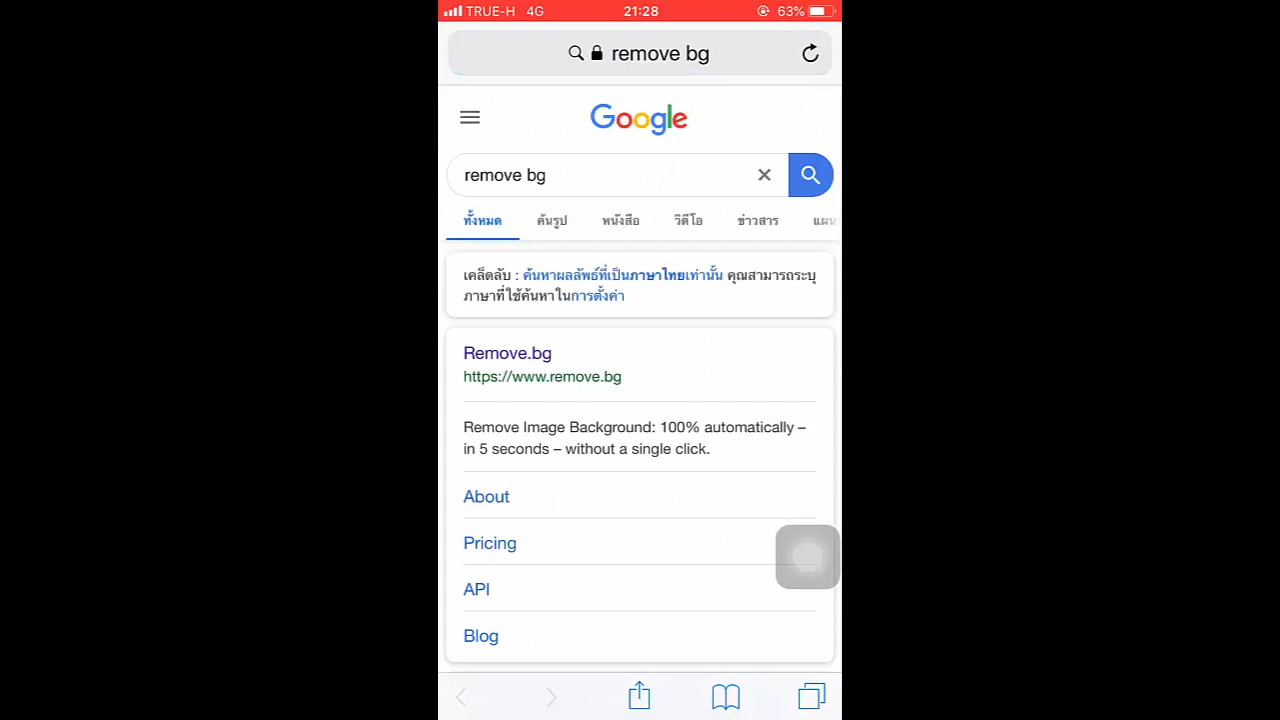 TRUE-H 4G 21:28 63%
remove bg
Google
remove bg
ทั้งหมด ค้นรูป หนังสือ วิดีโอ ข่าวสาร แผน
เคล็ดลับ : ค้นหาผลลัพธ์ที่เป็นภาษาไทยเท่านั้น คุณสามารถระบุ
ภาษาที่ใช้ค้นหาในการตั้งค่า
Remove.bg
https://www.remove.bg
Remove Image Background: 100% automatically –
in 5 seconds – without a single click.
About
Pricing
API
Blog